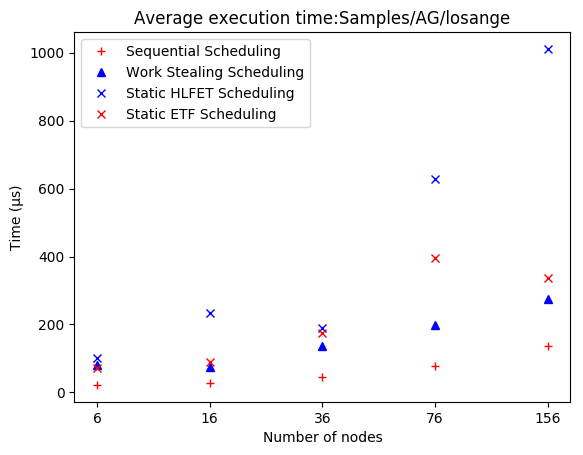 Average execution time:Samples/AG/losange
Sequential Scheduling
Work Stealing Scheduling
Static HLFET Scheduling
Static ETF Scheduling
Time (µs)
1000
800
600
400
200
0
6 16 36 76 156
Number of nodes